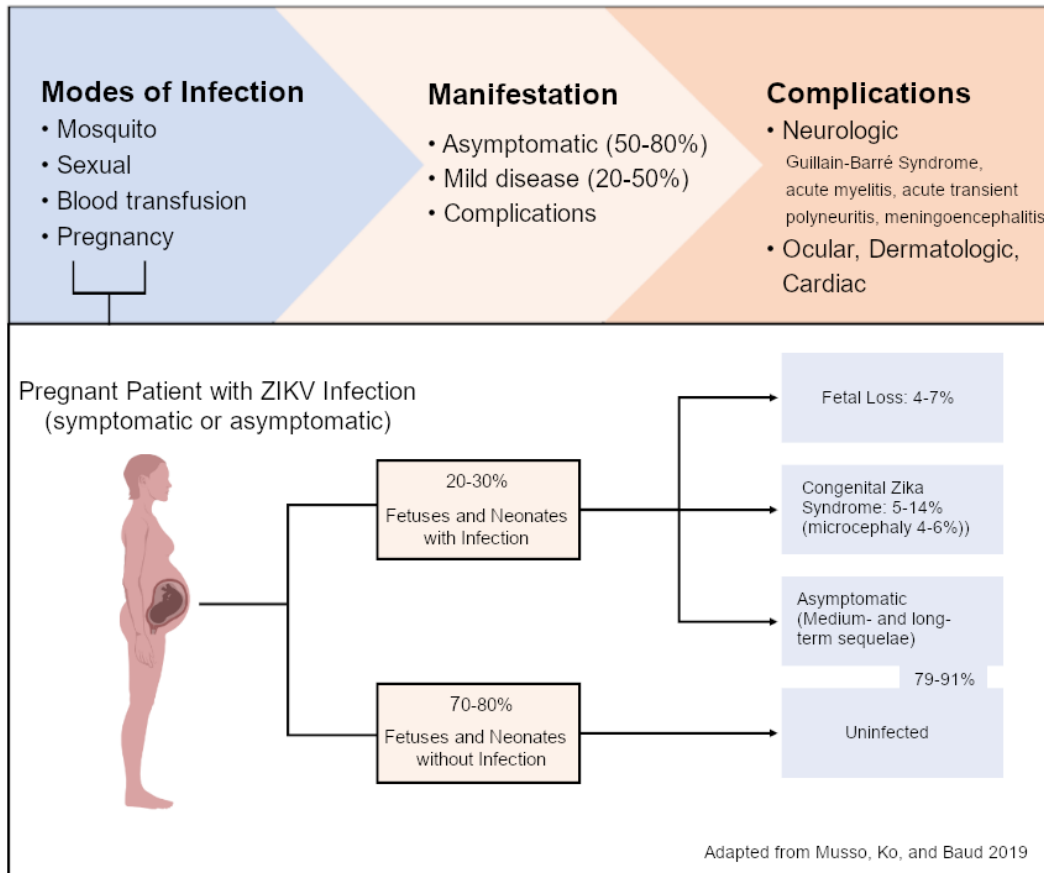 Modes of Infection
• Mosquito
• Sexual
• Blood transfusion
• Pregnancy
Manifestation
• Asymptomatic (50-80%)
• Mild disease (20-50%)
• Complications
Complications
• Neurologic
Guillain-Barré Syndrome,
acute myelitis, acute transient
polyneuritis, meningoencephalitis
• Ocular, Dermatologic,
Cardiac
Pregnant Patient with ZIKV Infection
(symptomatic or asymptomatic)
20-30%
Fetuses and Neonates
with Infection
70-80%
Fetuses and Neonates
without Infection
Fetal Loss: 4-7%
Congenital Zika
Syndrome: 5-14%
(microcephaly 4-6%))
Asymptomatic
(Medium- and long-
term sequelae)
79-91%
Uninfected
Adapted from Musso, Ko, and Baud 2019